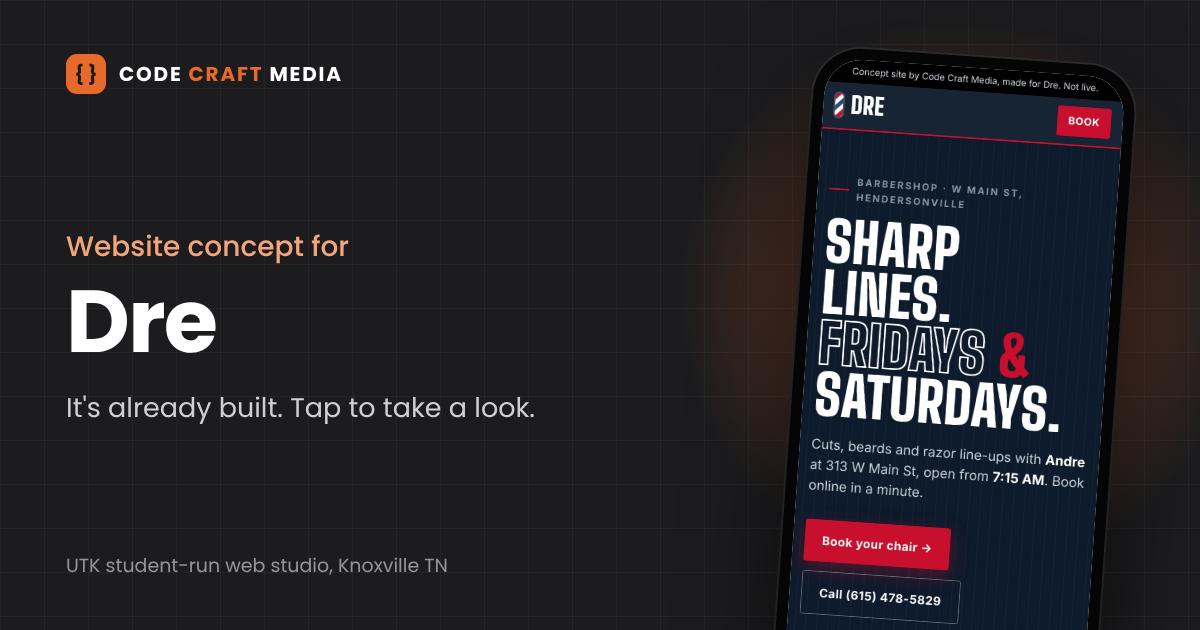 { } CODE CRAFT MEDIA
Website concept for
Dre
It's already built. Tap to take a look.
UTK student-run web studio, Knoxville TN
Concept site by Code Craft Media, made for Dre. Not live.
DRE
BOOK
BARBERSHOP · W MAIN ST,
HENDERSONVILLE
SHARP
LINES.
FRIDAYS &
SATURDAYS.
Cuts, beards and razor line-ups with Andre
at 313 W Main St, open from 7:15 AM. Book
online in a minute.
Book your chair →
Call (615) 478-5829